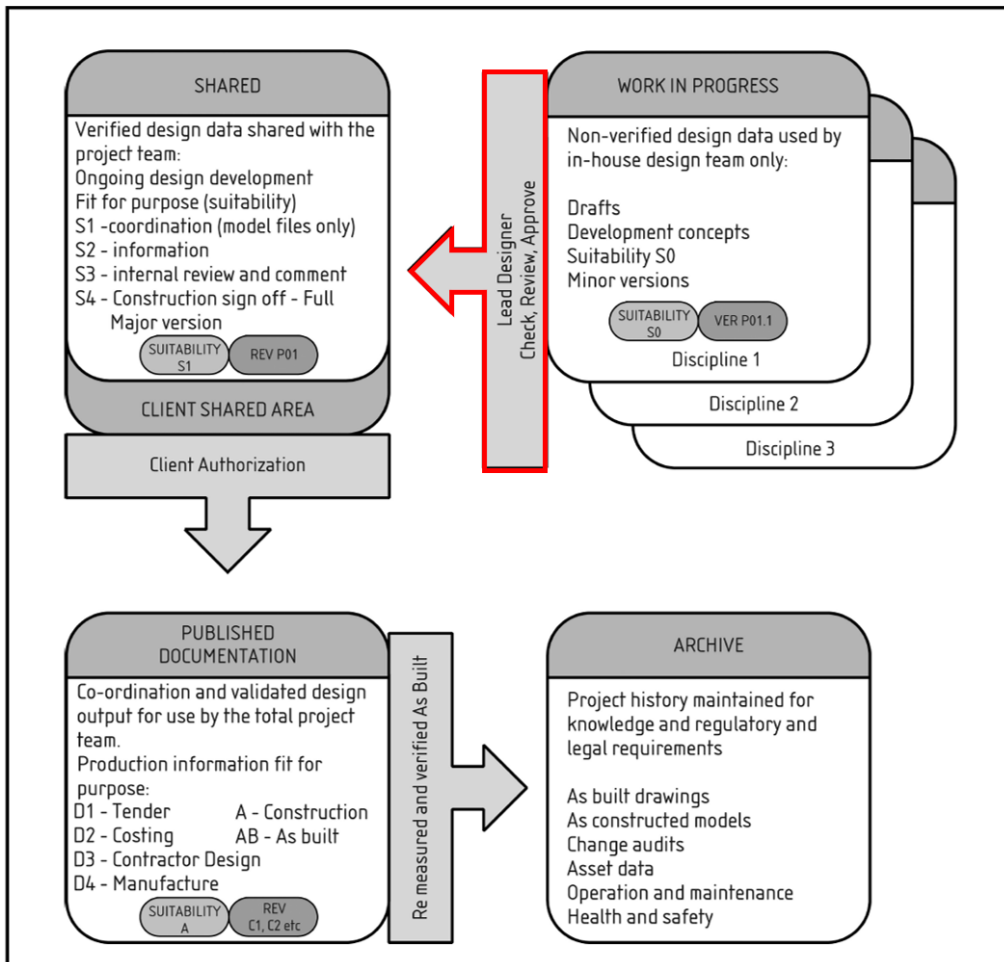 SHARED
Verified design data shared with the
project team:
Ongoing design development
Fit for purpose (suitability)
S1 -coordination (model files only)
S2 - information
S3 - internal review and comment
S4 - Construction sign off - Full
Major version
SUITABILITY
S1
REV P01
CLIENT SHARED AREA
Client Authorization
Lead Designer
Check, Review, Approve
WORK IN PROGRESS
Non-verified design data used by
in-house design team only:
Drafts
Development concepts
Suitability S0
Minor versions
SUITABILITY
S0
VER P01.1
Discipline 1
Discipline 2
Discipline 3
PUBLISHED
DOCUMENTATION
Co-ordination and validated design
output for use by the total project
team.
Production information fit for
purpose:
D1 - Tender A - Construction
D2 - Costing AB - As built
D3 - Contractor Design
D4 - Manufacture
SUITABILITY
A
REV
C1, C2 etc
Re measured and verified As Built
ARCHIVE
Project history maintained for
knowledge and regulatory and
legal requirements
As built drawings
As constructed models
Change audits
Asset data
Operation and maintenance
Health and safety